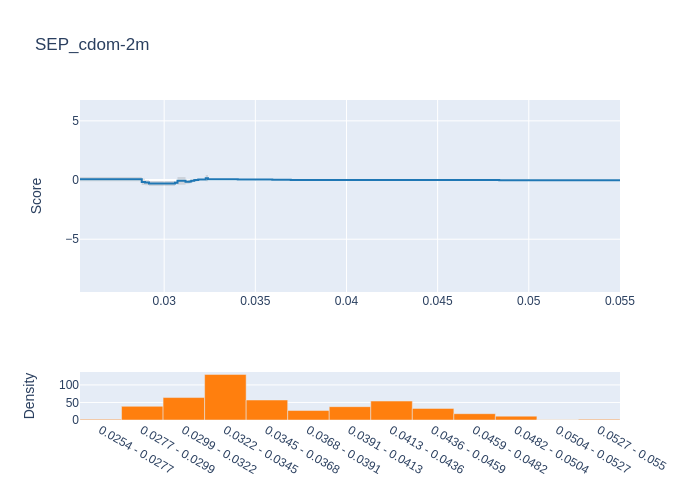 SEP_cdom-2m
Score
5
0
−5
0.03
0.035
0.04
0.045
0.05
0.055
Density
100
50
0
0.0254 - 0.0277
0.0277 - 0.0299
0.0299 - 0.0322
0.0322 - 0.0345
0.0345 - 0.0368
0.0368 - 0.0391
0.0391 - 0.0413
0.0413 - 0.0436
0.0436 - 0.0459
0.0459 - 0.0482
0.0482 - 0.0504
0.0504 - 0.0527
0.0527 - 0.055